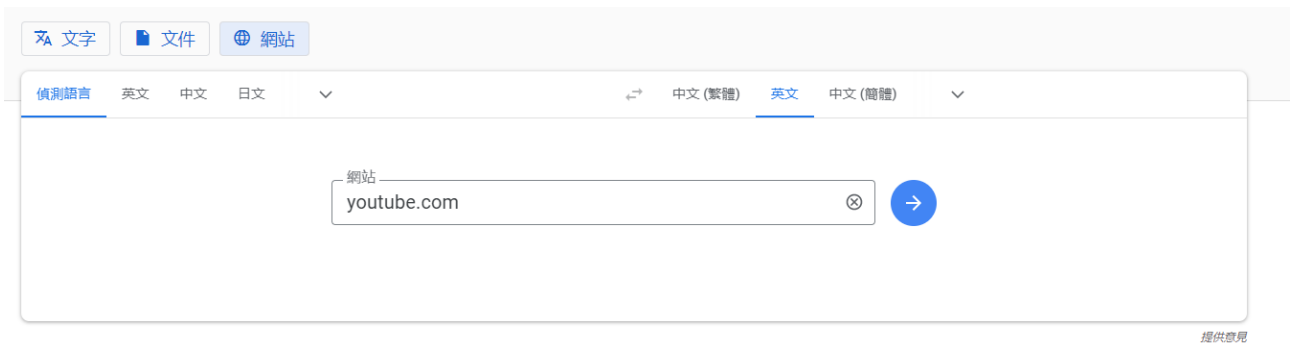 文字 文件 網站
偵測語言 英文 中文 日文 中文 (繁體) 英文 中文 (簡體)
網站
youtube.com
提供意見